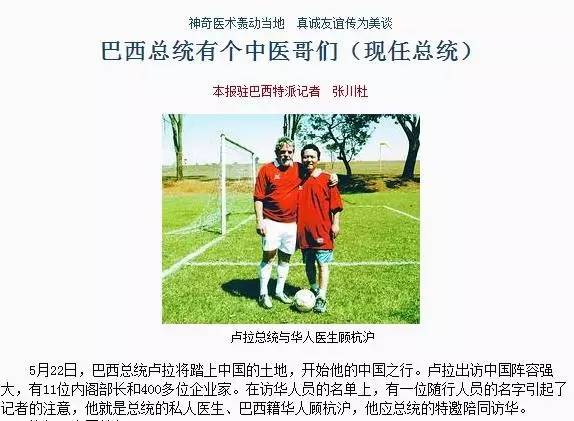 神奇医术轰动当地 真诚友谊传为美谈
巴西总统有个中医哥们（现任总统）
本报驻巴西特派记者 张川杜
卢拉总统与华人医生顾杭沪
5月22日，巴西总统卢拉将踏上中国的土地，开始他的中国之行。卢拉出访中国阵容强
大，有11位内阁部长和400多位企业家。在访华人员的名单上，有一位随行人员的名字引起了
记者的注意，他就是总统的私人医生、巴西籍华人顾杭沪，他应总统的特邀陪同访华。